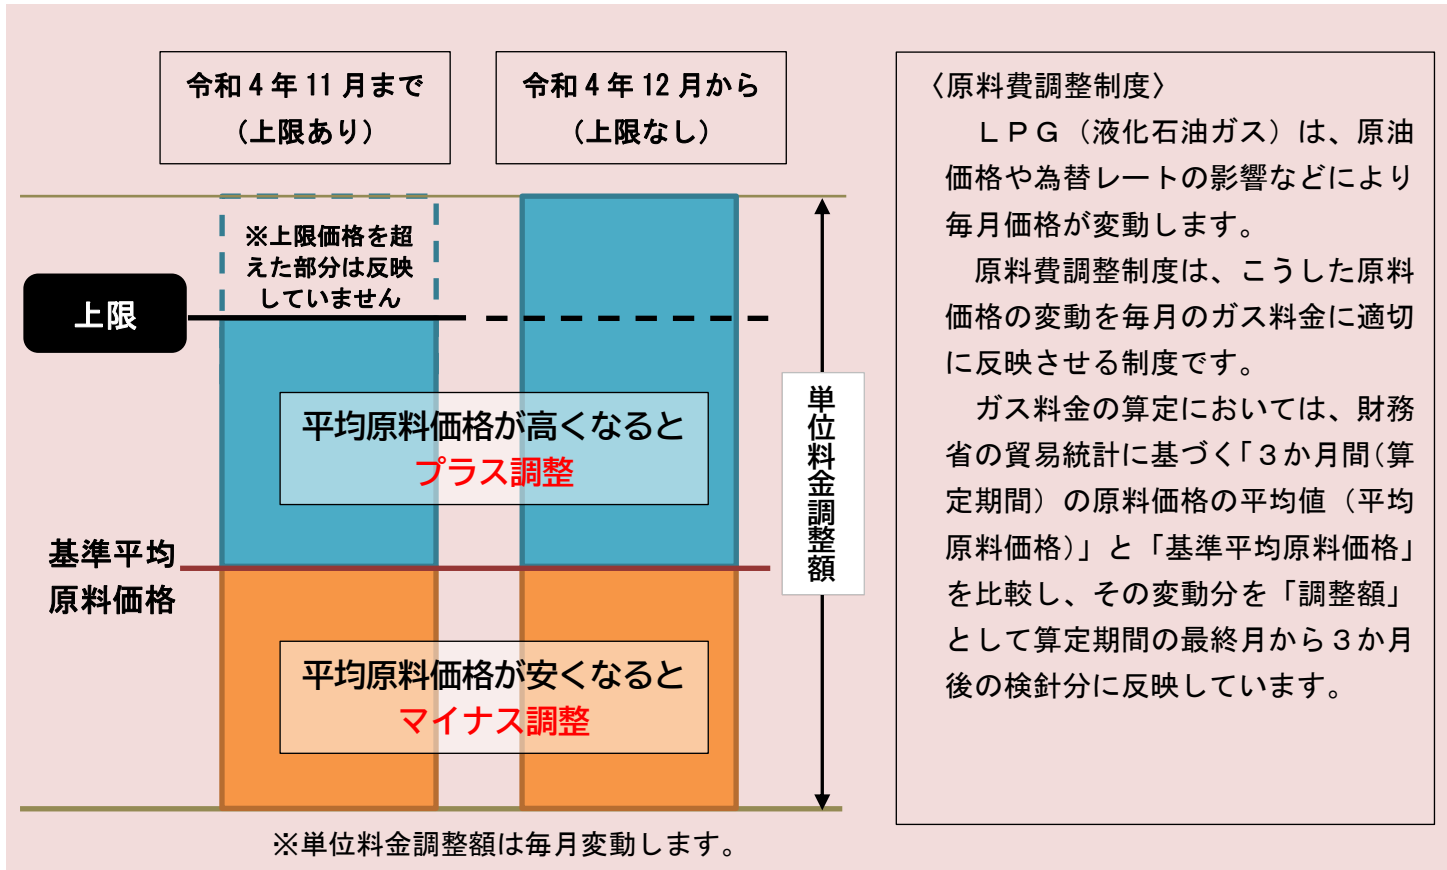 令和４年 11 月まで
（上限あり）
令和４年 12 月から
（上限なし）
※上限価格を超
えた部分は反映
していません
上限
平均原料価格が高くなると
プラス調整
基準平均
原料価格
平均原料価格が安くなると
マイナス調整
単位料金調整額
※単位料金調整額は毎月変動します。
〈原料費調整制度〉
ＬＰＧ（液化石油ガス）は、原油
価格や為替レートの影響などにより
毎月価格が変動します。
原料費調整制度は、こうした原料
価格の変動を毎月のガス料金に適切
に反映させる制度です。
ガス料金の算定においては、財務
省の貿易統計に基づく「３か月間（算
定期間）の原料価格の平均値（平均
原料価格）」と「基準平均原料価格」
を比較し、その変動分を「調整額」
として算定期間の最終月から３か月
後の検針分に反映しています。